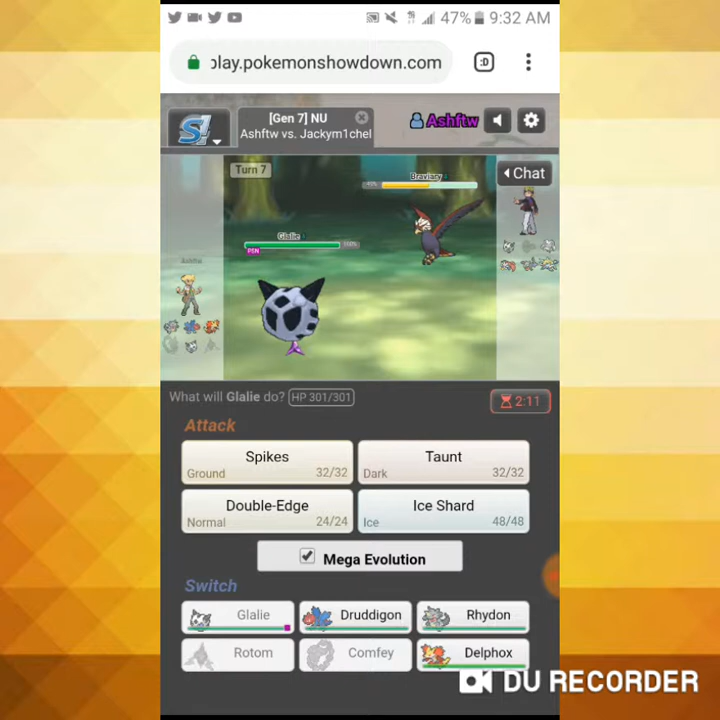 47% 9:32 AM
play.pokemonshowdown.com
:D
[Gen 7] NU
Ashftw vs. Jackym1chel
Ashftw
Turn 7
Chat
Braviary
Glalie
100%
PSN
Ashftw
What will Glalie do? HP 301/301
2:11
Attack
Spikes
Ground 32/32
Taunt
Dark 32/32
Double-Edge
Normal 24/24
Ice Shard
Ice 48/48
Mega Evolution
Switch
Glalie
Druddigon
Rhydon
Rotom
Comfey
Delphox
DU RECORDER